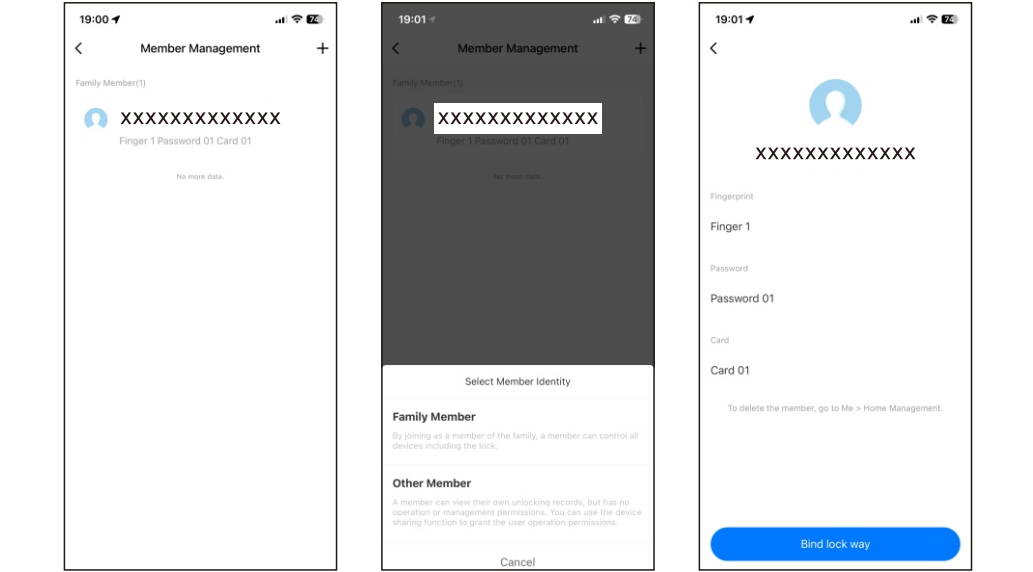 19:00
74
Member Management
+
Family Member(1)
XXXXXXXXXXXXX
Finger 1 Password 01 Card 01
No more data.
19:01
74
Member Management
+
Family Member(1)
XXXXXXXXXXXXX
Finger 1 Password 01 Card 01
No more data.
Select Member Identity
Family Member
By joining as a member of the family, a member can control all
devices including the lock.
Other Member
A member can view their own unlocking records, but has no
operation or management permissions. You can use the device
sharing function to grant the user operation permissions.
Cancel
19:01
74
XXXXXXXXXXXXX
Fingerprint
Finger 1
Password
Password 01
Card
Card 01
To delete the member, go to Me > Home Management.
Bind lock way